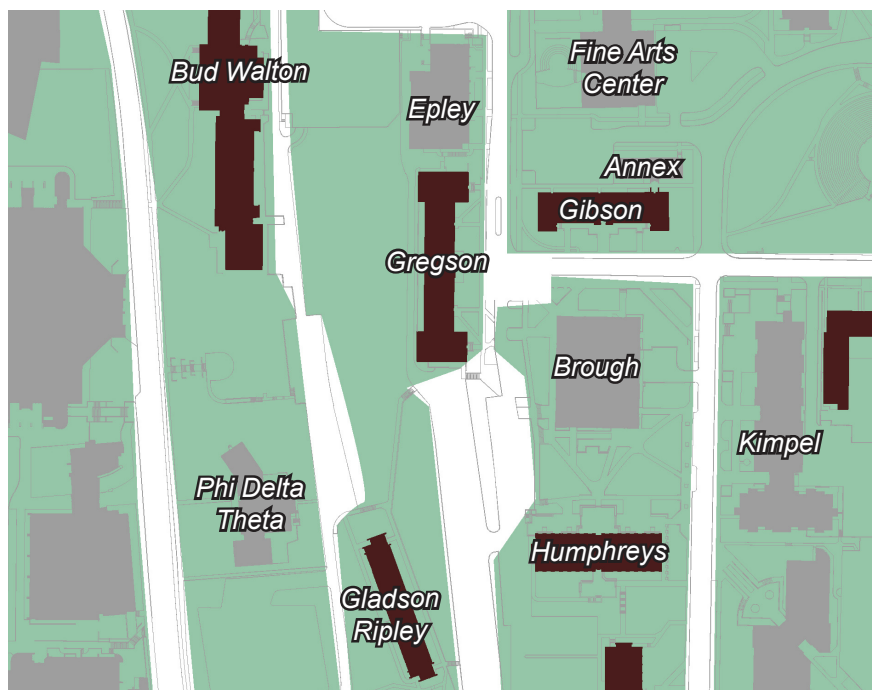 Fine Arts
Center
Bud Walton
Epley
Annex
Gibson
Gregson
Brough
Kimpel
Phi Delta
Theta
Humphreys
Gladson
Ripley